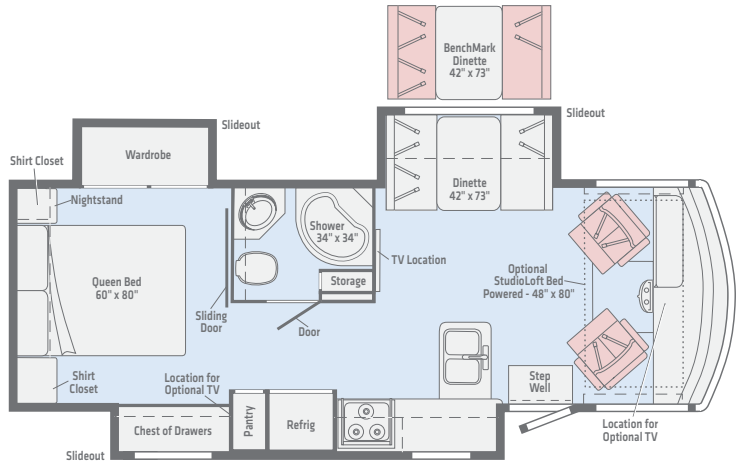 BenchMark
Dinette
42" x 73"
Slideout
Slideout
Wardrobe
Shirt Closet
Nightstand
Dinette
42" x 73"
Shower
34" x 34"
TV Location
Storage
Queen Bed
60" x 80"
Sliding
Door
Door
Optional
StudioLoft Bed
Powered - 48" x 80"
Shirt
Closet
Location for
Optional TV
Step
Well
Chest of Drawers
Pantry
Refrig
Location for
Optional TV
Slideout